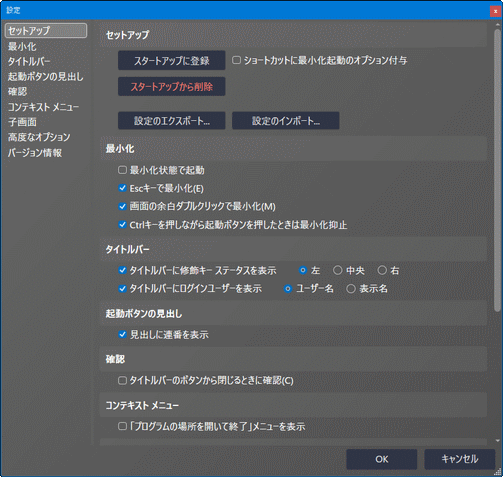 設定
セットアップ
最小化
タイトルバー
起動ボタンの見出し
確認
コンテキスト メニュー
子画面
高度なオプション
バージョン情報
セットアップ
スタートアップに登録
ショートカットに最小化起動のオプション付与
スタートアップから削除
設定のエクスポート...
設定のインポート...
最小化
最小化状態で起動
Escキーで最小化(E)
画面の余白ダブルクリックで最小化(M)
Ctrlキーを押しながら起動ボタンを押したときは最小化抑止
タイトルバー
タイトルバーに修飾キー ステータスを表示 左 中央 右
タイトルバーにログインユーザーを表示 ユーザー名 表示名
起動ボタンの見出し
見出しに連番を表示
確認
タイトルバーのボタンから閉じるときに確認(C)
コンテキスト メニュー
「プログラムの場所を開いて終了」メニューを表示
OK
キャンセル